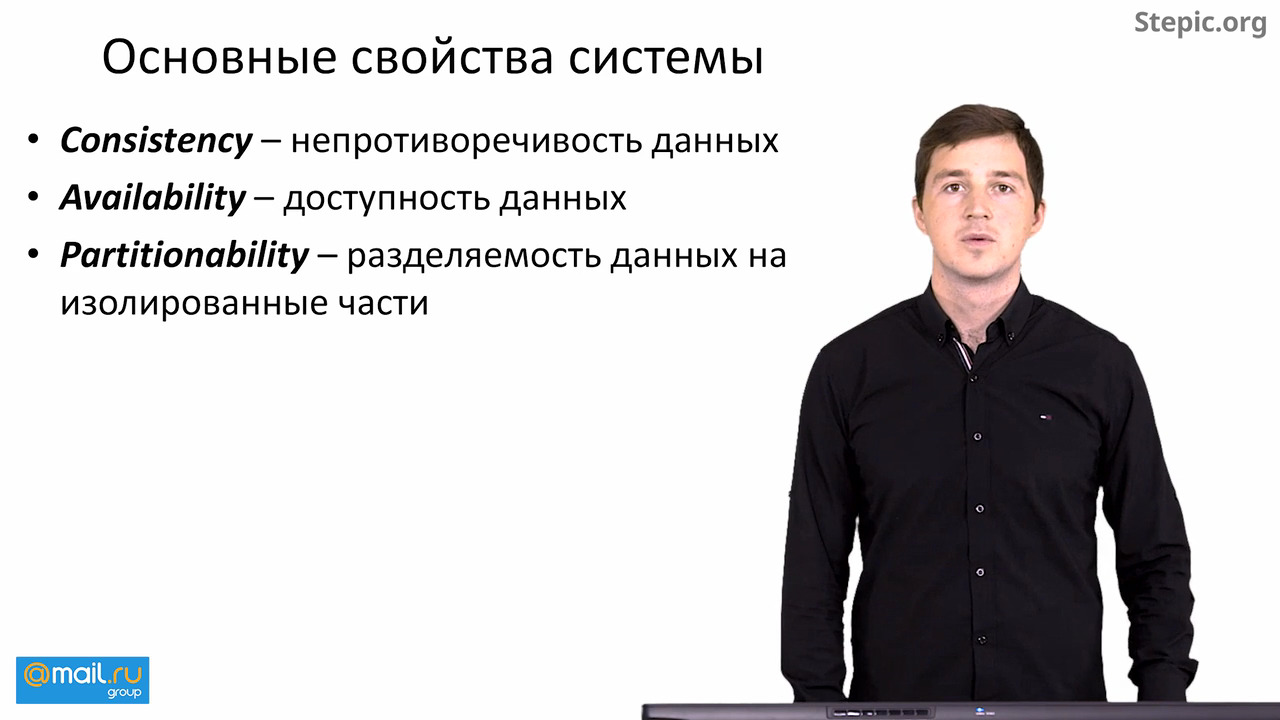 Stepic.org
Основные свойства системы
• Consistency – непротиворечивость данных
• Availability – доступность данных
• Partitionability – разделяемость данных на
изолированные части
@mail.ru
group